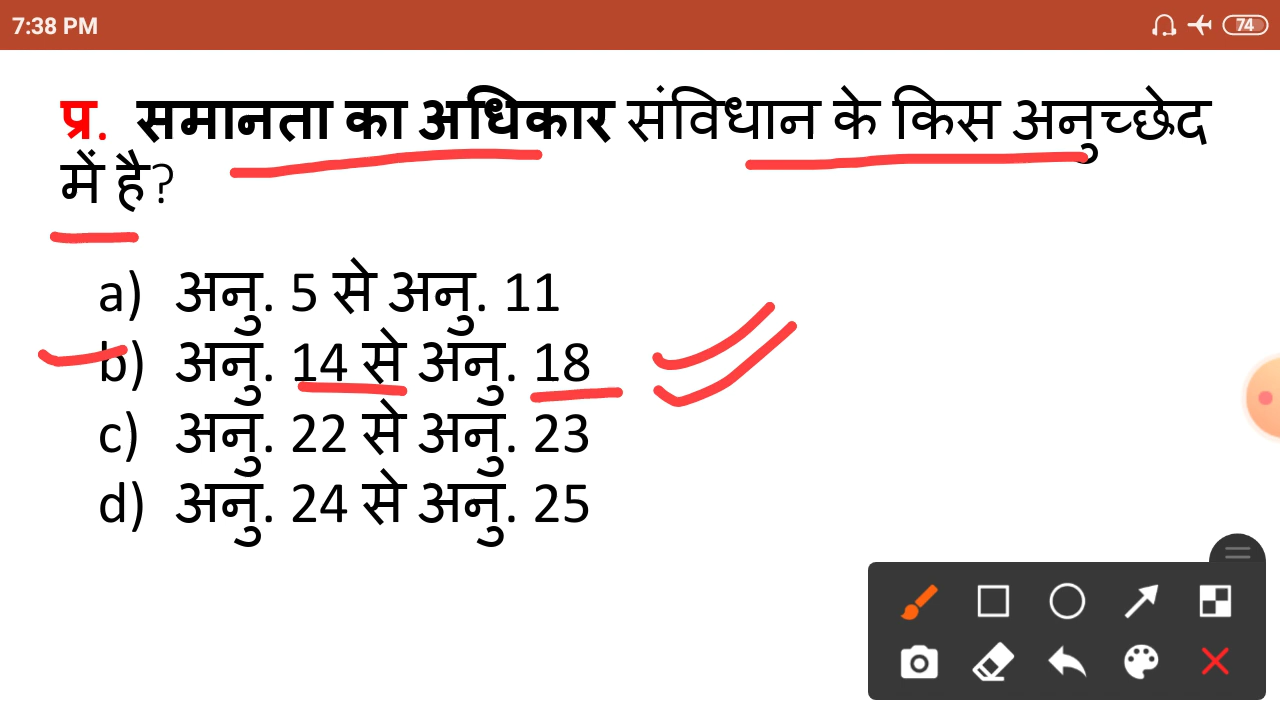 7:38 PM
74
प्र. समानता का अधिकार संविधान के किस अनुच्छेद
में है?
a) अनु. 5 से अनु. 11
b) अनु. 14 से अनु. 18
c) अनु. 22 से अनु. 23
d) अनु. 24 से अनु. 25